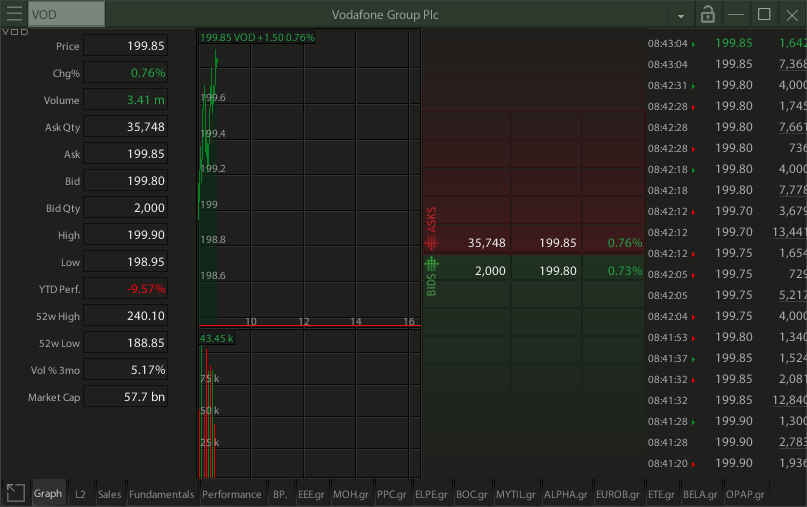 VOD
Vodafone Group Plc
VOD
Price 199.85
Chg% 0.76%
Volume 3.41 m
Ask Qty 35,748
Ask 199.85
Bid 199.80
Bid Qty 2,000
High 199.90
Low 198.95
YTD Perf. -9.57%
52w High 240.10
52w Low 188.85
Vol % 3mo 5.17%
Market Cap 57.7 bn
199.85 VOD +1.50 0.76%
199.6
199.4
199.2
199
198.8
198.6
10 12 14 16
43,45 k
75 k
50 k
25 k
ASKS
35,748 199.85 0.76%
BIDS
2,000 199.80 0.73%
08:43:04 199.85 1,642
08:43:04 199.85 7,368
08:42:31 199.80 4,000
08:42:28 199.80 1,745
08:42:28 199.80 7,661
08:42:28 199.80 736
08:42:18 199.80 4,000
08:42:18 199.80 7,778
08:42:12 199.70 3,679
08:42:12 199.70 13,441
08:42:12 199.75 1,654
08:42:05 199.75 729
08:42:05 199.75 5,217
08:42:04 199.75 4,000
08:41:53 199.80 1,340
08:41:37 199.85 1,524
08:41:32 199.85 2,081
08:41:32 199.85 12,840
08:41:28 199.90 1,300
08:41:28 199.90 2,783
08:41:20 199.90 1,936
Graph L2 Sales Fundamentals Performance BP. EEE.gr MOH.gr PPC.gr ELPE.gr BOC.gr MYTIL.gr ALPHA.gr EUROB.gr ETE.gr BELA.gr OPAP.gr